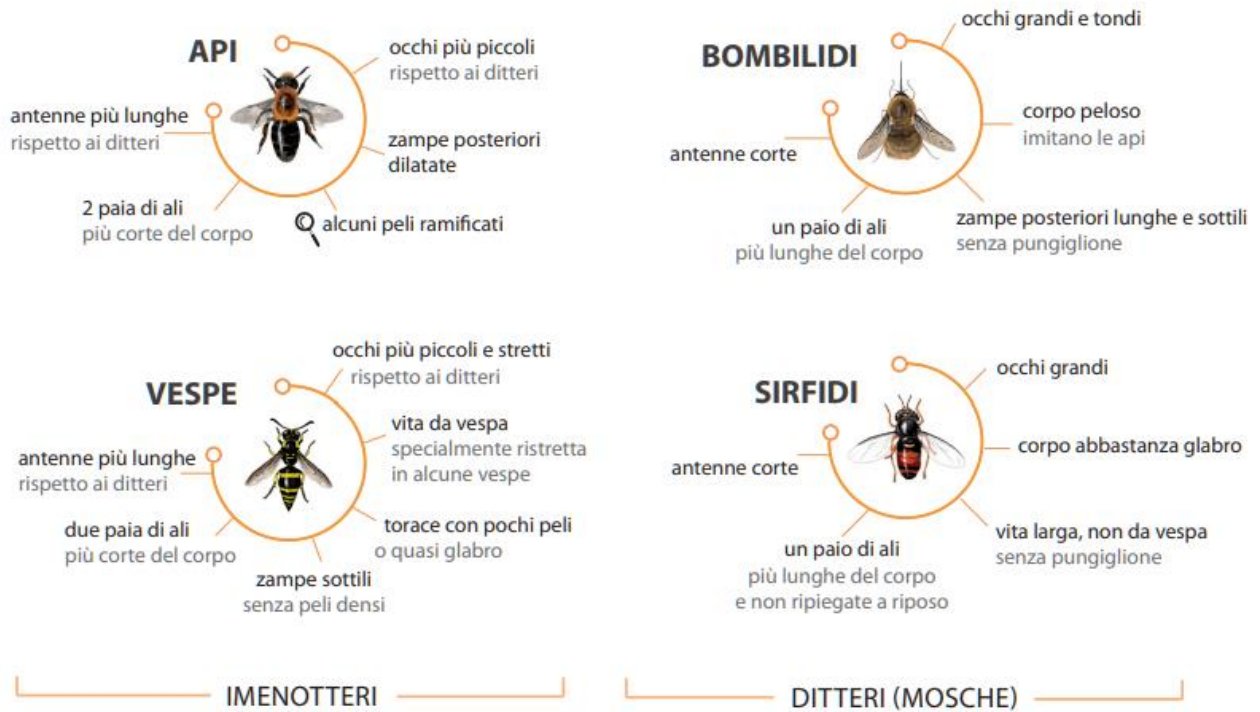 API
occhi più piccoli
rispetto ai ditteri
antenne più lunghe
rispetto ai ditteri
zampe posteriori
dilatate
2 paia di ali
più corte del corpo
alcuni peli ramificati
BOMBILIDI
occhi grandi e tondi
corpo peloso
imitano le api
antenne corte
un paio di ali
più lunghe del corpo
zampe posteriori lunghe e sottili
senza pungiglione
VESPE
occhi più piccoli e stretti
rispetto ai ditteri
vita da vespa
specialmente ristretta
in alcune vespe
antenne più lunghe
rispetto ai ditteri
due paia di ali
più corte del corpo
torace con pochi peli
o quasi glabro
zampe sottili
senza peli densi
SIRFIDI
occhi grandi
corpo abbastanza glabro
antenne corte
vita larga, non da vespa
senza pungiglione
un paio di ali
più lunghe del corpo
e non ripiegate a riposo
IMENOTTERI
DITTERI (MOSCHE)